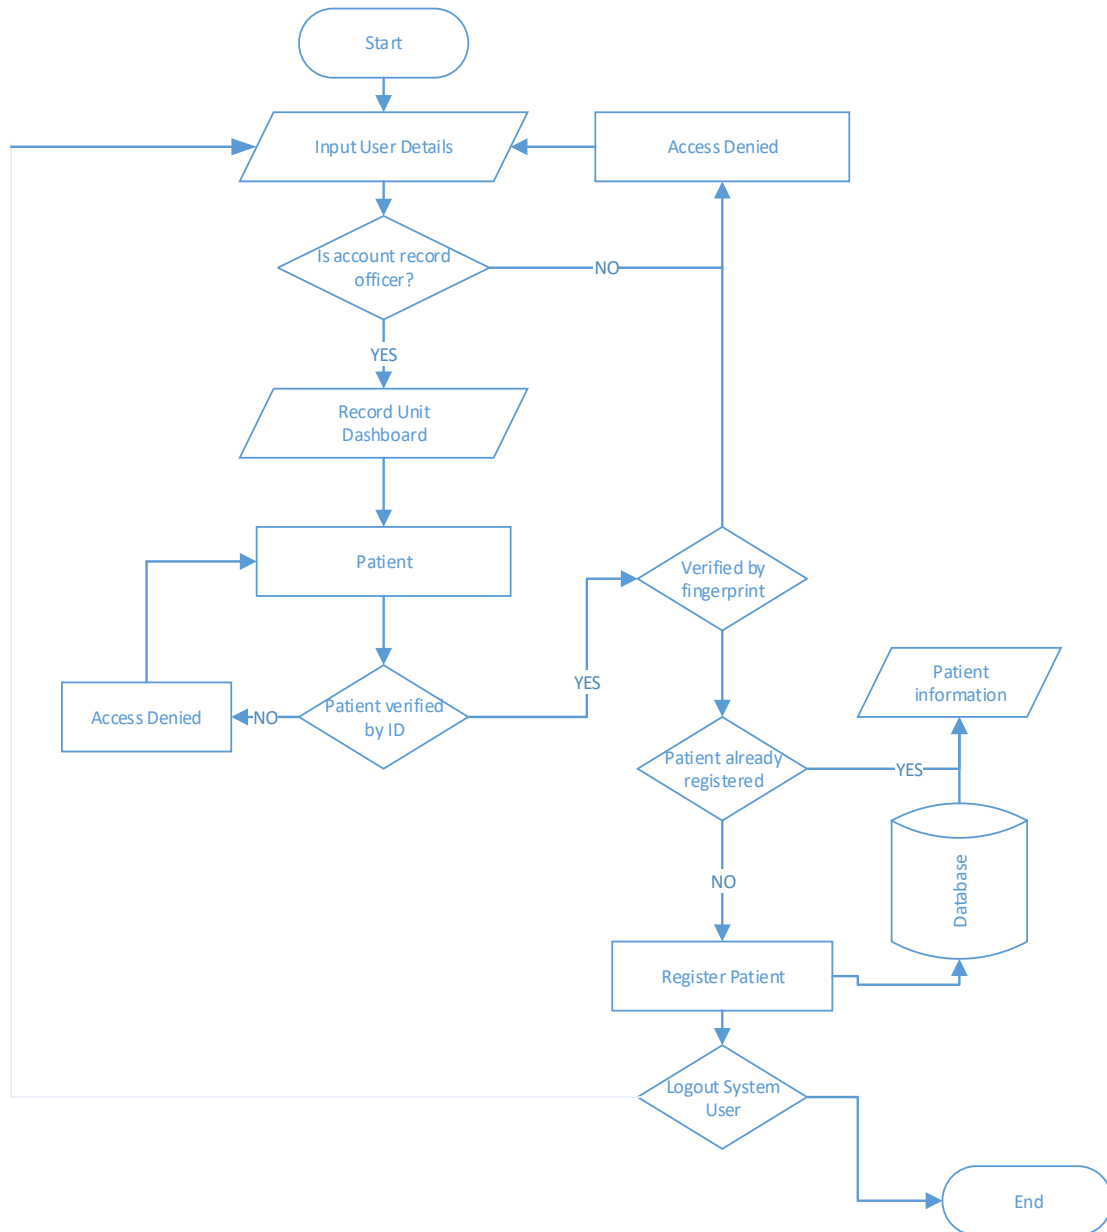 Start
Input User Details
Access Denied
Is account record
officer?
NO
YES
Record Unit
Dashboard
Patient
Verified by
fingerprint
YES
Patient
information
Access Denied
NO
Patient verified
by ID
Patient already
registered
YES
Database
NO
Register Patient
Logout System
User
End